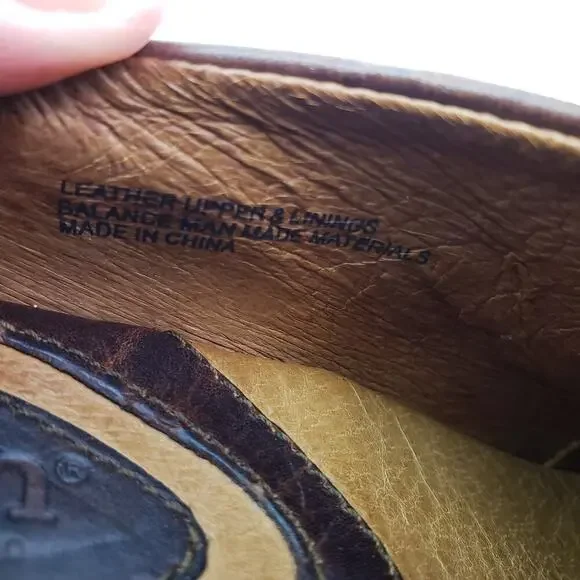 LEATHER UPPER & LININGS
BALANCE MAN MADE MATERIALS
MADE IN CHINA
®